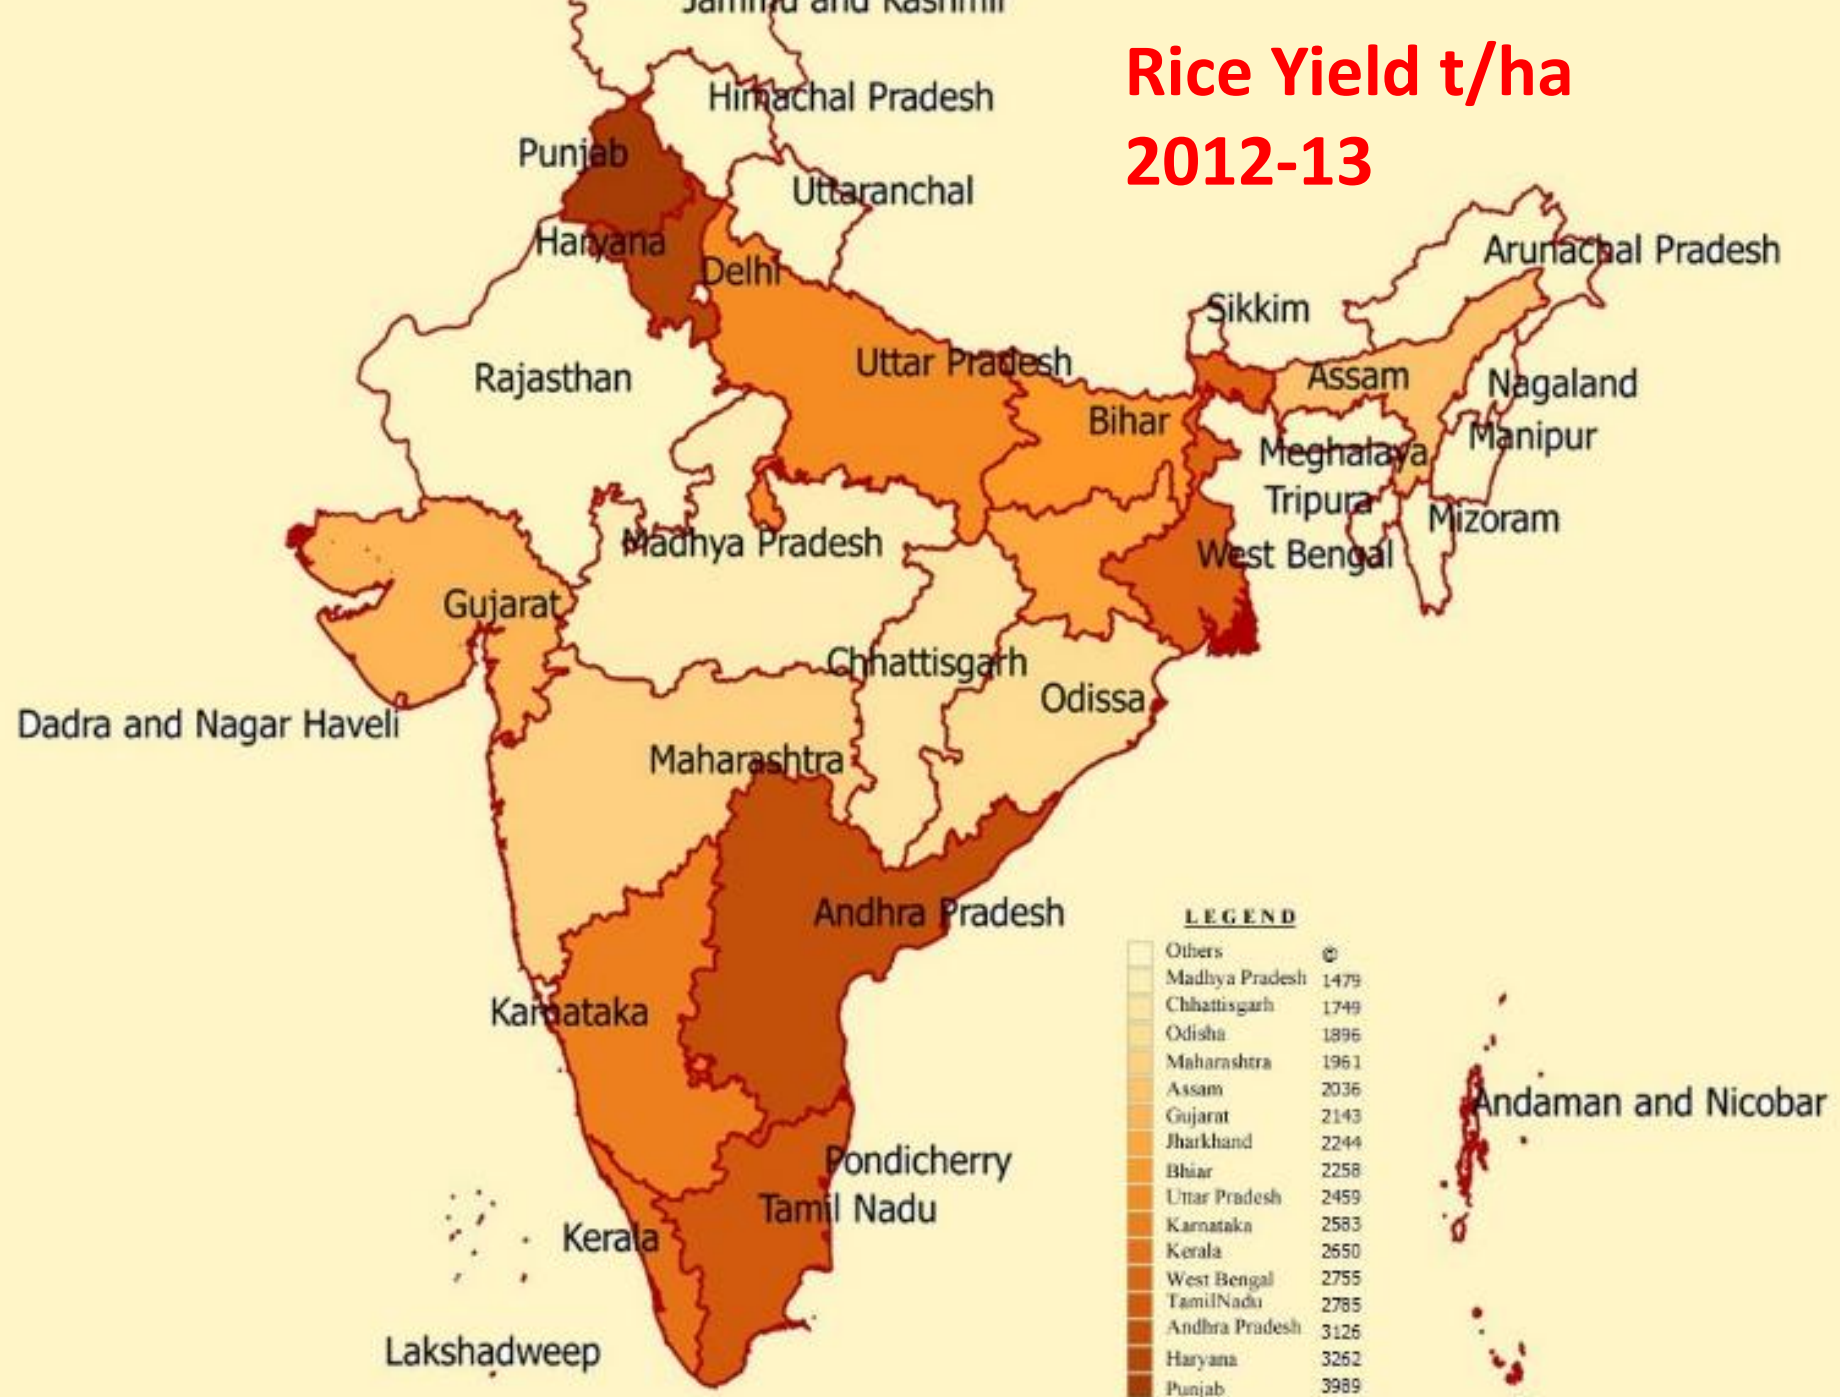 Jammu and Kashmir
Rice Yield t/ha
2012-13
Himachal Pradesh
Punjab
Uttaranchal
Haryana
Delhi
Arunachal Pradesh
Sikkim
Rajasthan
Uttar Pradesh
Assam
Nagaland
Bihar
Manipur
Meghalaya
Tripura
Mizoram
Madhya Pradesh
West Bengal
Gujarat
Chhattisgarh
Odissa
Dadra and Nagar Haveli
Maharashtra
Andhra Pradesh
Karnataka
Andaman and Nicobar
Pondicherry
Tamil Nadu
Kerala
Lakshadweep
LEGEND
Others ©
Madhya Pradesh 1479
Chhattisgarh 1749
Odisha 1896
Maharashtra 1961
Assam 2036
Gujarat 2143
Jharkhand 2244
Bhiar 2258
Uttar Pradesh 2459
Karnataka 2583
Kerala 2650
West Bengal 2755
TamilNadu 2785
Andhra Pradesh 3126
Haryana 3262
Punjab 3989